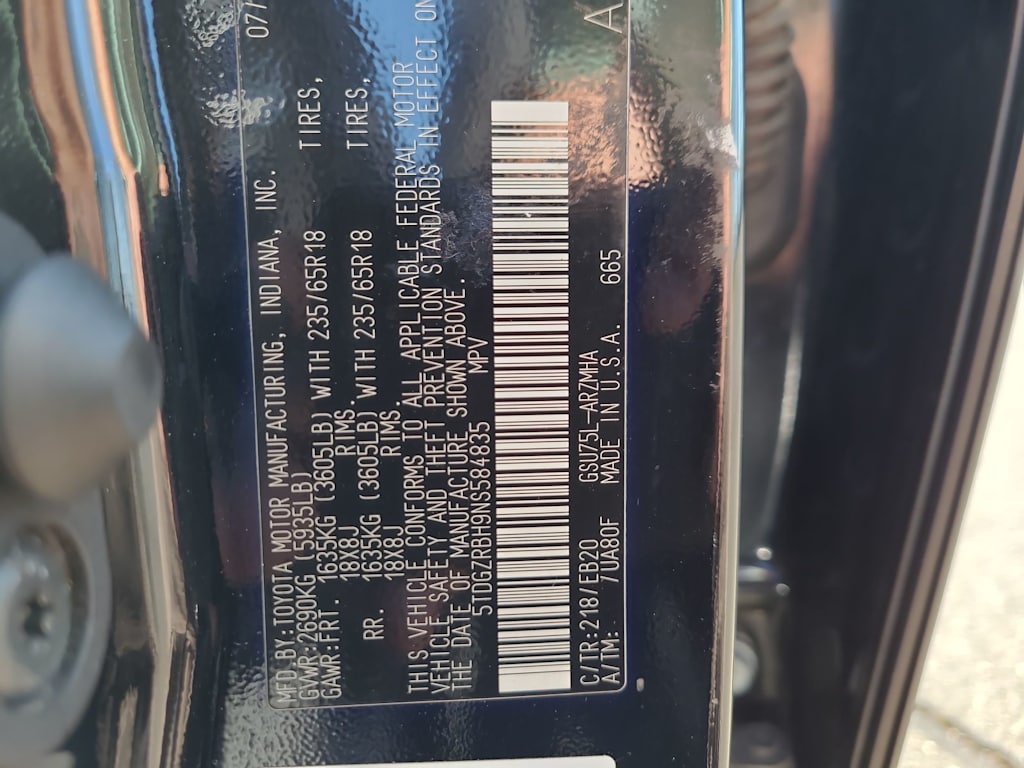 MFD.BY:TOYOTA MOTOR MANUFACTURING, INDIANA, INC. 07/
GVWR:2690KG (5935LB)
GAWR:FRT. 1635KG (3605LB) WITH 235/65R18 TIRES,
18X8J RIMS.
RR. 1635KG (3605LB) WITH 235/65R18 TIRES,
18X8J RIMS.
THIS VEHICLE CONFORMS TO ALL APPLICABLE FEDERAL MOTOR
VEHICLE SAFETY AND THEFT PREVENTION STANDARDS IN EFFECT ON
THE DATE OF MANUFACTURE SHOWN ABOVE.
5TDGZRBH9NS584835 MPV
C/TR:218/EB20 GSU75L-ARZMHA A
A/TM: 7UA80F MADE IN U.S.A. 665